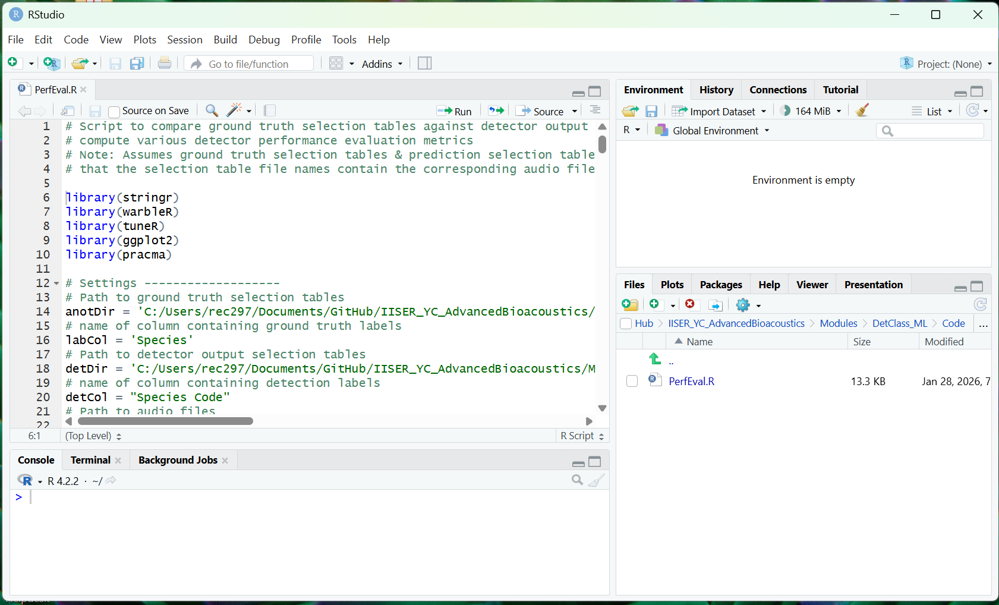 RStudio
File Edit Code View Plots Session Build Debug Profile Tools Help
Go to file/function Addins Project: (None)
PerfEval.R
Source on Save Run Source
1 # Script to compare ground truth selection tables against detector output
2 # compute various detector performance evaluation metrics
3 # Note: Assumes ground truth selection tables & prediction selection table
4 # that the selection table file names contain the corresponding audio file
5
6 library(stringr)
7 library(warbleR)
8 library(tuneR)
9 library(ggplot2)
10 library(pracma)
11
12 # Settings -------------------
13 # Path to ground truth selection tables
14 anotDir = 'C:/Users/rec297/Documents/GitHub/IISER_YC_AdvancedBioacoustics/
15 # name of column containing ground truth labels
16 labCol = 'Species'
17 # Path to detector output selection tables
18 detDir = 'C:/Users/rec297/Documents/GitHub/IISER_YC_AdvancedBioacoustics/M
19 # name of column containing detection labels
20 detCol = "Species Code"
21 # Path to audio files
22
6:1 (Top Level) R Script
Console Terminal Background Jobs
R 4.2.2 · ~/
>
Environment History Connections Tutorial
Import Dataset 164 MiB List
R Global Environment
Environment is empty
Files Plots Packages Help Viewer Presentation
Hub IISER_YC_AdvancedBioacoustics Modules DetClass_ML Code ...
Name Size Modified
..
PerfEval.R 13.3 KB Jan 28, 2026, 7